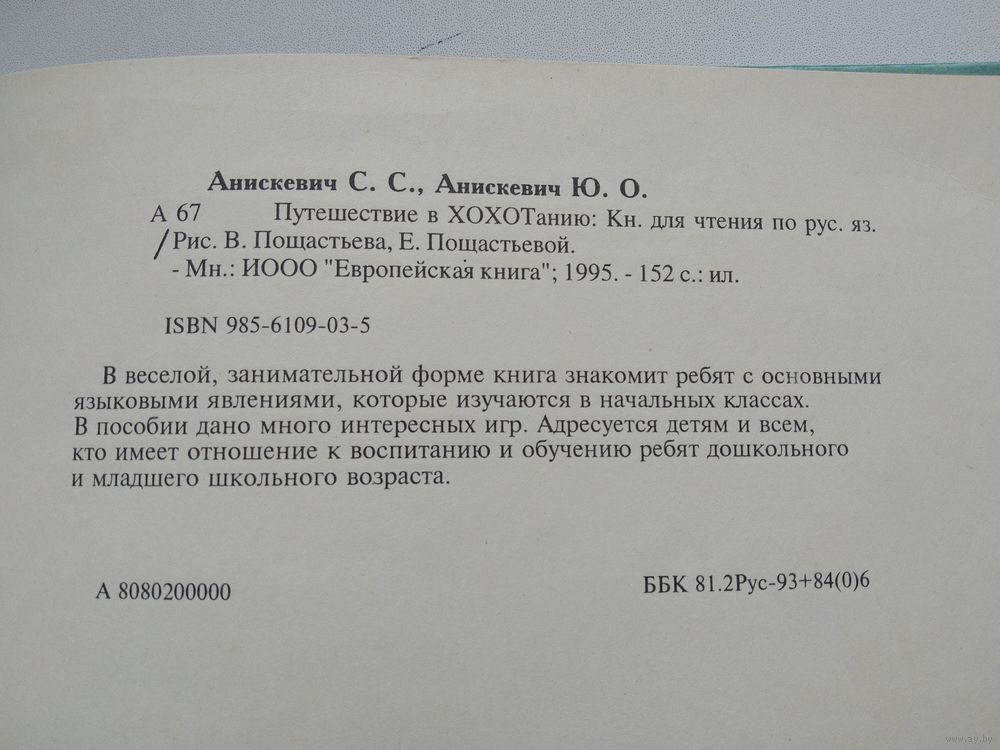 Анискевич С. С., Анискевич Ю. О.
А 67 Путешествие в ХОХОТанию: Кн. для чтения по рус. яз.
/Рис. В. Пощастьева, Е. Пощастьевой.
- Мн.: ИООО "Европейская книга"; 1995. - 152 с.: ил.
ISBN 985-6109-03-5
В веселой, занимательной форме книга знакомит ребят с основными
языковыми явлениями, которые изучаются в начальных классах.
В пособии дано много интересных игр. Адресуется детям и всем,
кто имеет отношение к воспитанию и обучению ребят дошкольного
и младшего школьного возраста.
А 8080200000
ББК 81.2Рус-93+84(0)6
www.ay.by